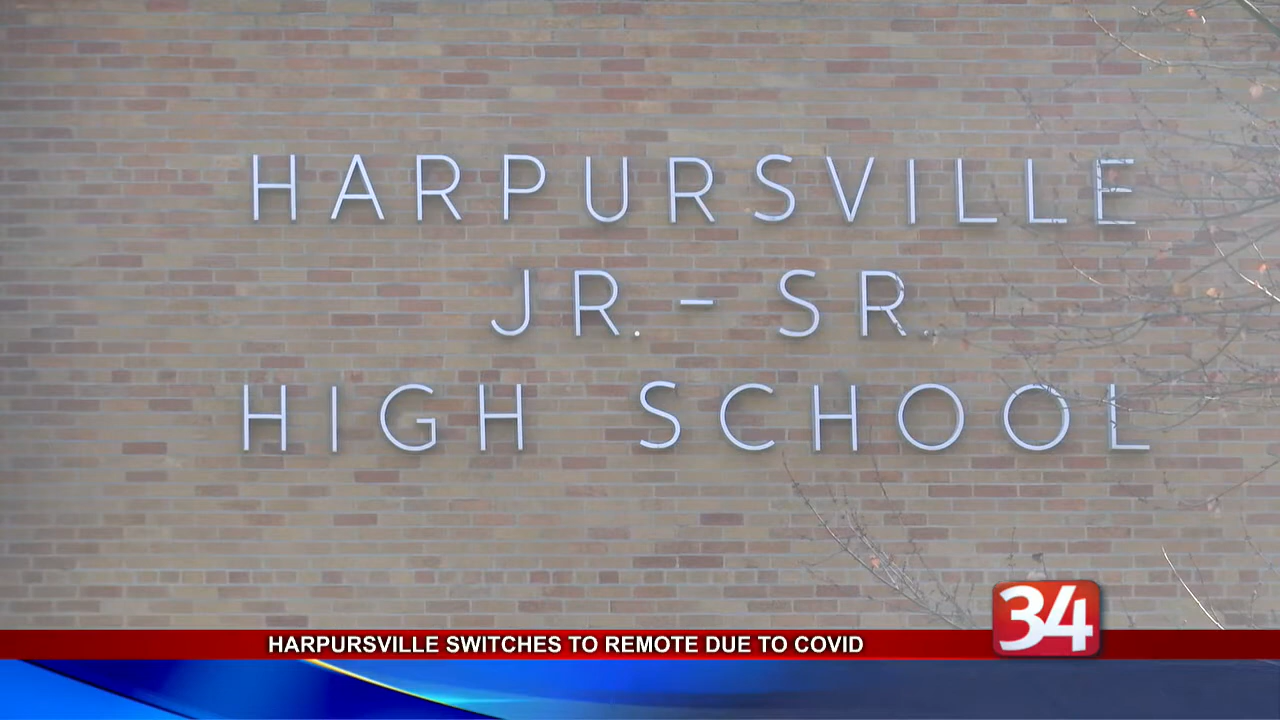 HARPURSVILLE
JR. - SR.
HIGH SCHOOL
34
HARPURSVILLE SWITCHES TO REMOTE DUE TO COVID